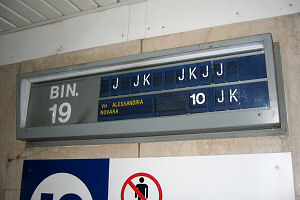 BIN. J JK JKJJ
19 Via ALESSANDRIA 10 JK
NOVARA